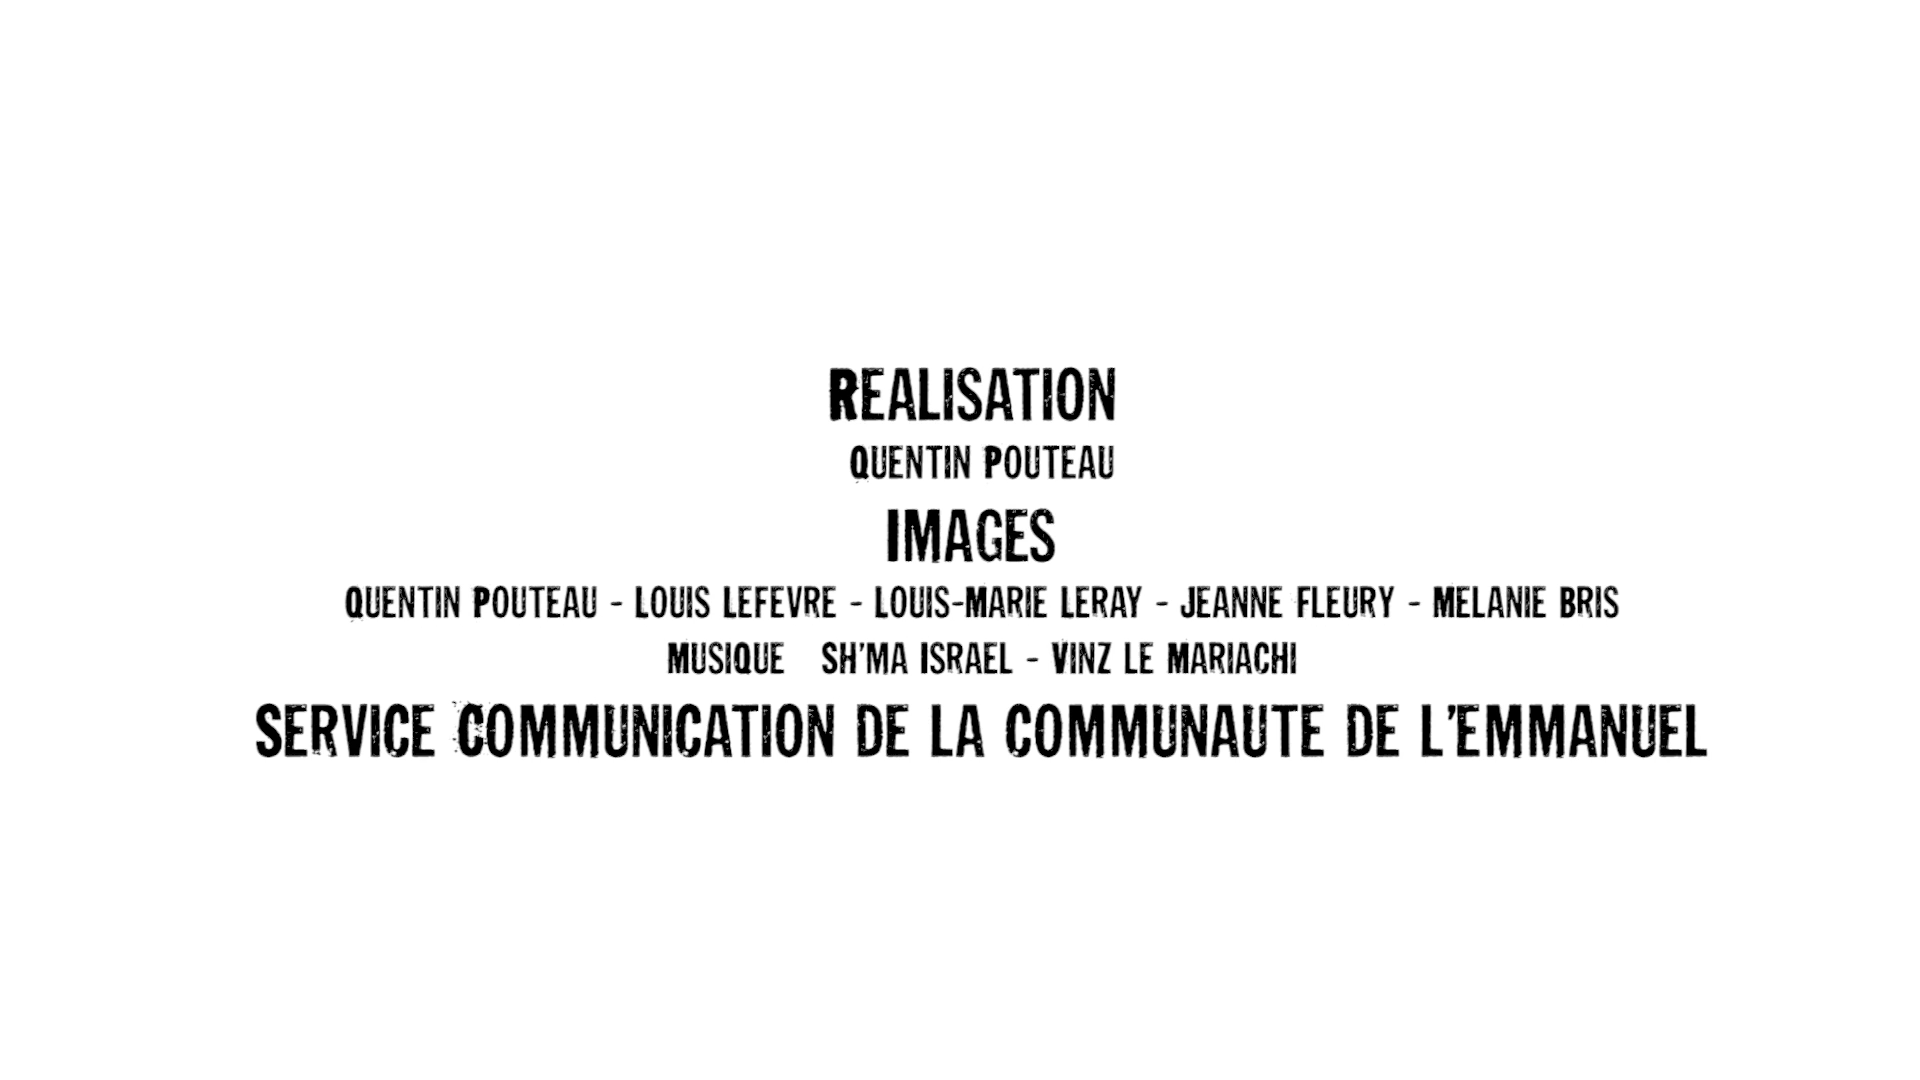 REALISATION
QUENTIN POUTEAU
IMAGES
QUENTIN POUTEAU - LOUIS LEFEVRE - LOUIS-MARIE LERAY - JEANNE FLEURY - MELANIE BRIS
MUSIQUE SH'MA ISRAEL - VINZ LE MARIACHI
SERVICE COMMUNICATION DE LA COMMUNAUTE DE L'EMMANUEL